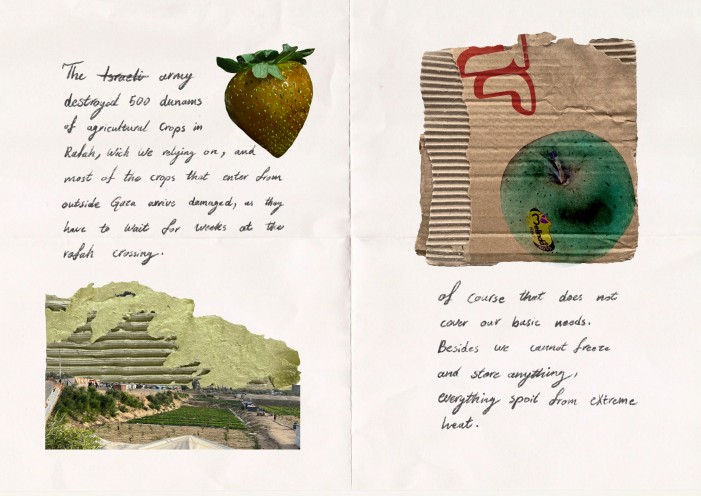 The Israeli army
destroyed 500 dunams
of agricultural crops in
Rafah, wich we relying on, and
most of the crops that enter from
outside Gaza arrive damaged, as they
have to wait for weeks at the
rafah crossing.
of course that does not
cover our basic needs.
Besides we cannot freeze
and store anything,
everything spoil from extreme
heat.